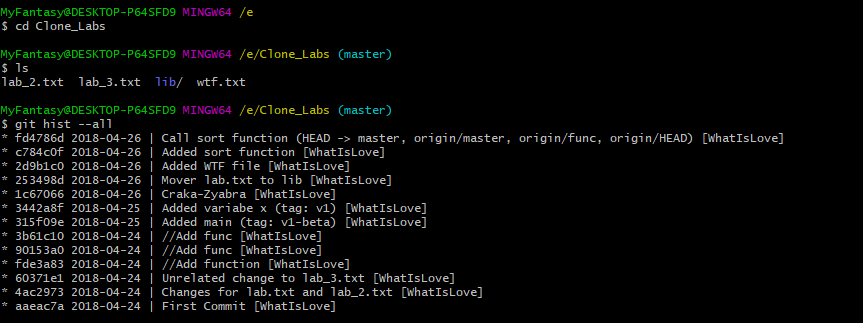 MyFantasy@DESKTOP-P64SFD9 MINGW64 /e
$ cd Clone_Labs
MyFantasy@DESKTOP-P64SFD9 MINGW64 /e/Clone_Labs (master)
$ ls
lab_2.txt  lab_3.txt  lib/  wtf.txt
MyFantasy@DESKTOP-P64SFD9 MINGW64 /e/Clone_Labs (master)
$ git hist --all
* fd4786d 2018-04-26 | Call sort function (HEAD -> master, origin/master, origin/func, origin/HEAD) [WhatIsLove]
* c784c0f 2018-04-26 | Added sort function [WhatIsLove]
* 2d9b1c0 2018-04-26 | Added WTF file [WhatIsLove]
* 253498d 2018-04-26 | Mover lab.txt to lib [WhatIsLove]
* 1c67066 2018-04-26 | Craka-Zyabra [WhatIsLove]
* 3442a8f 2018-04-25 | Added variabe x (tag: v1) [WhatIsLove]
* 315f09e 2018-04-25 | Added main (tag: v1-beta) [WhatIsLove]
* 3b61c10 2018-04-24 | //Add func [WhatIsLove]
* 90153a0 2018-04-24 | //Add func [WhatIsLove]
* fde3a83 2018-04-24 | //Add function [WhatIsLove]
* 60371e1 2018-04-24 | Unrelated change to lab_3.txt [WhatIsLove]
* 4ac2973 2018-04-24 | Changes for lab.txt and lab_2.txt [WhatIsLove]
* aaeac7a 2018-04-24 | First Commit [WhatIsLove]